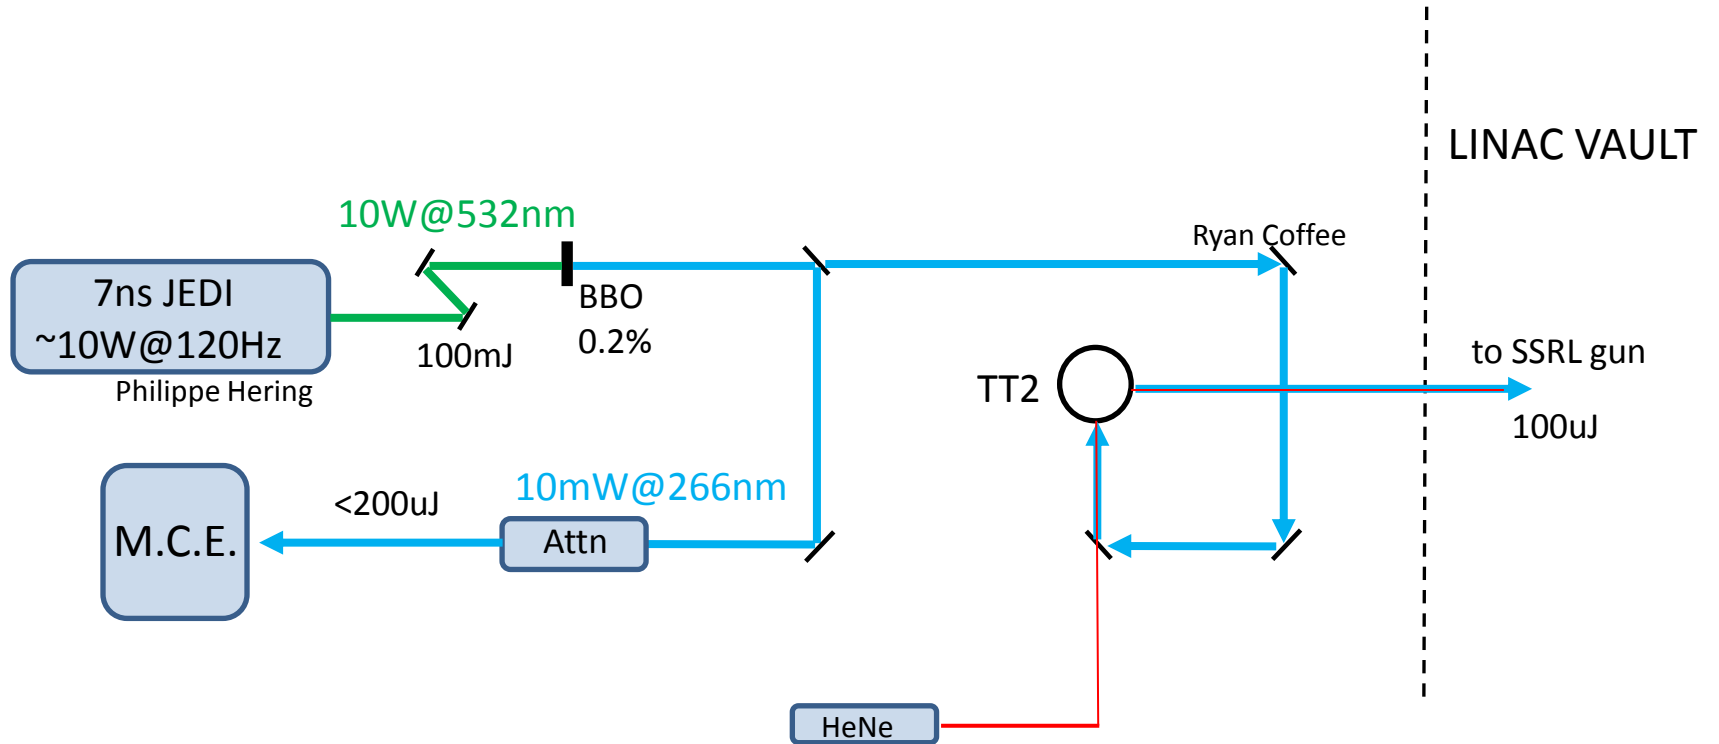 LINAC VAULT
10W@532nm
Ryan Coffee
7ns JEDI
~10W@120Hz
Philippe Hering
100mJ
BBO
0.2%
TT2
to SSRL gun
100uJ
10mW@266nm
<200uJ
Attn
M.C.E.
HeNe